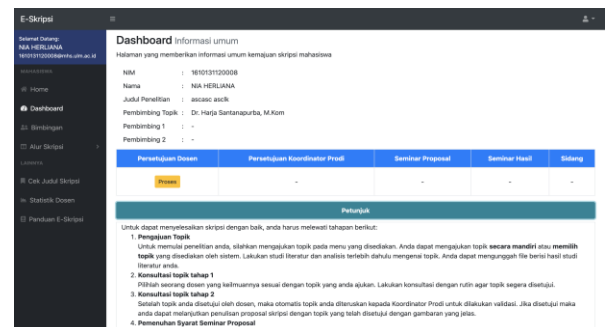 E-Skripsi
Selamat Datang:
NIA HERLIANA
1610131120008@mhs.ulm.ac.id
MAHASISWA
Home
Dashboard
Bimbingan
Alur Skripsi
LAINNYA
Cek Judul Skripsi
Statistik Dosen
Panduan E-Skripsi
Dashboard Informasi umum
Halaman yang memberikan informasi umum kemajuan skripsi mahasiswa
NIM : 1610131120008
Nama : NIA HERLIANA
Judul Penelitian : ascasc asclk
Pembimbing Topik : Dr. Harja Santanapurba, M.Kom
Pembimbing 1 : -
Pembimbing 2 : -
Persetujuan Dosen Persetujuan Koordinator Prodi Seminar Proposal Seminar Hasil Sidang
Proses - - - -
Petunjuk
Untuk dapat menyelesaikan skripsi dengan baik, anda harus melewati tahapan berikut:
1. Pengajuan Topik
Untuk memulai penelitian anda, silahkan mengajukan topik pada menu yang disediakan. Anda dapat mengajukan topik secara mandiri atau memilih
topik yang disediakan oleh sistem. Lakukan studi literatur dan analisis terlebih dahulu mengenai topik. Anda dapat mengunggah file berisi hasil studi
literatur anda.
2. Konsultasi topik tahap 1
Pilihlah seorang dosen yang keilmuannya sesuai dengan topik yang anda ajukan. Lakukan konsultasi dengan rutin agar topik segera disetujui.
3. Konsultasi topik tahap 2
Setelah topik anda disetujui oleh dosen, maka otomatis topik anda diteruskan kepada Koordinator Prodi untuk dilakukan validasi. Jika disetujui maka
anda dapat melanjutkan penulisan proposal skripsi dengan topik yang telah disetujui dengan gambaran yang jelas.
4. Pemenuhan Syarat Seminar Proposal